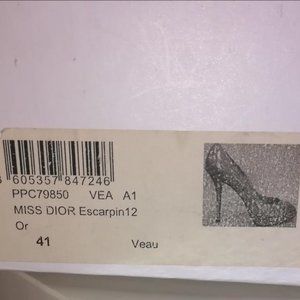 605357 847246
PPC79850 VEA A1
MISS DIOR Escarpin12
Or
41 Veau